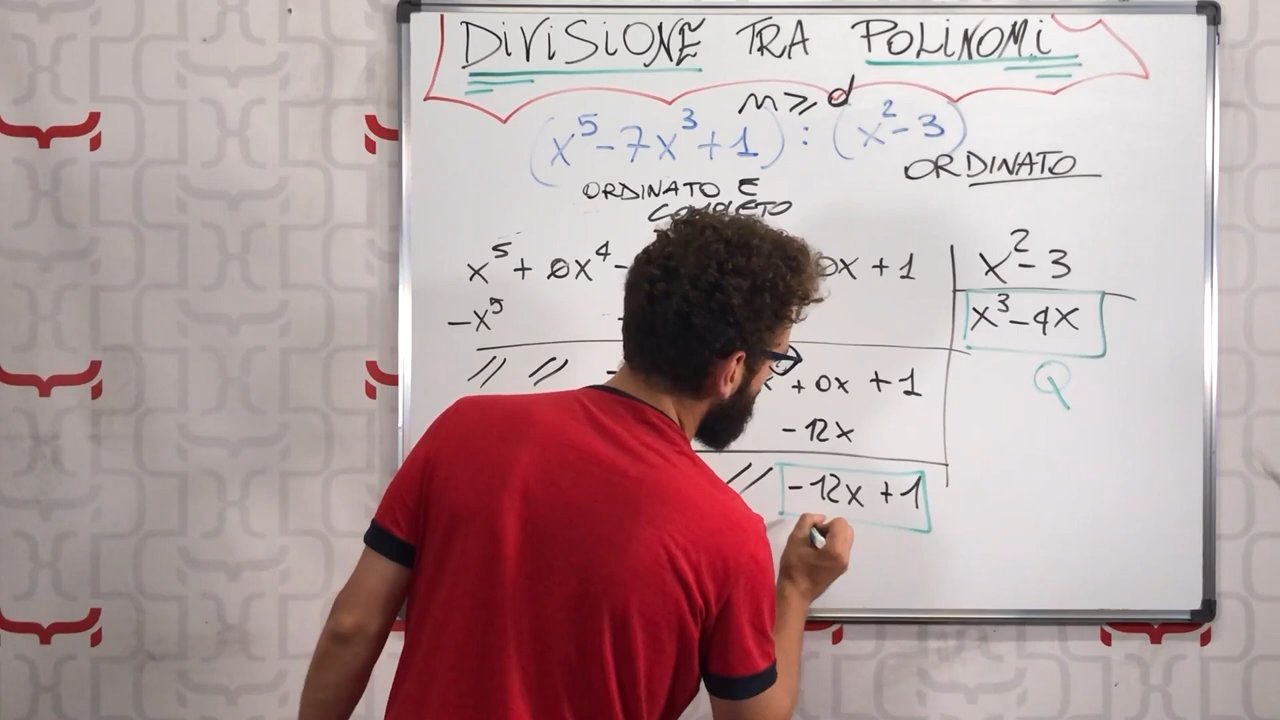 DIVISIONE TRA POLINOMI
n ≥ d
(x⁵-7x³+1) : (x²-3)
ORDINATO
ORDINATO E
COMPLETO
x⁵ + 0x⁴ - 0x + 1
x² - 3
-x⁵
x³ - 4x
+ 0x + 1
Q
-12x
-12x + 1